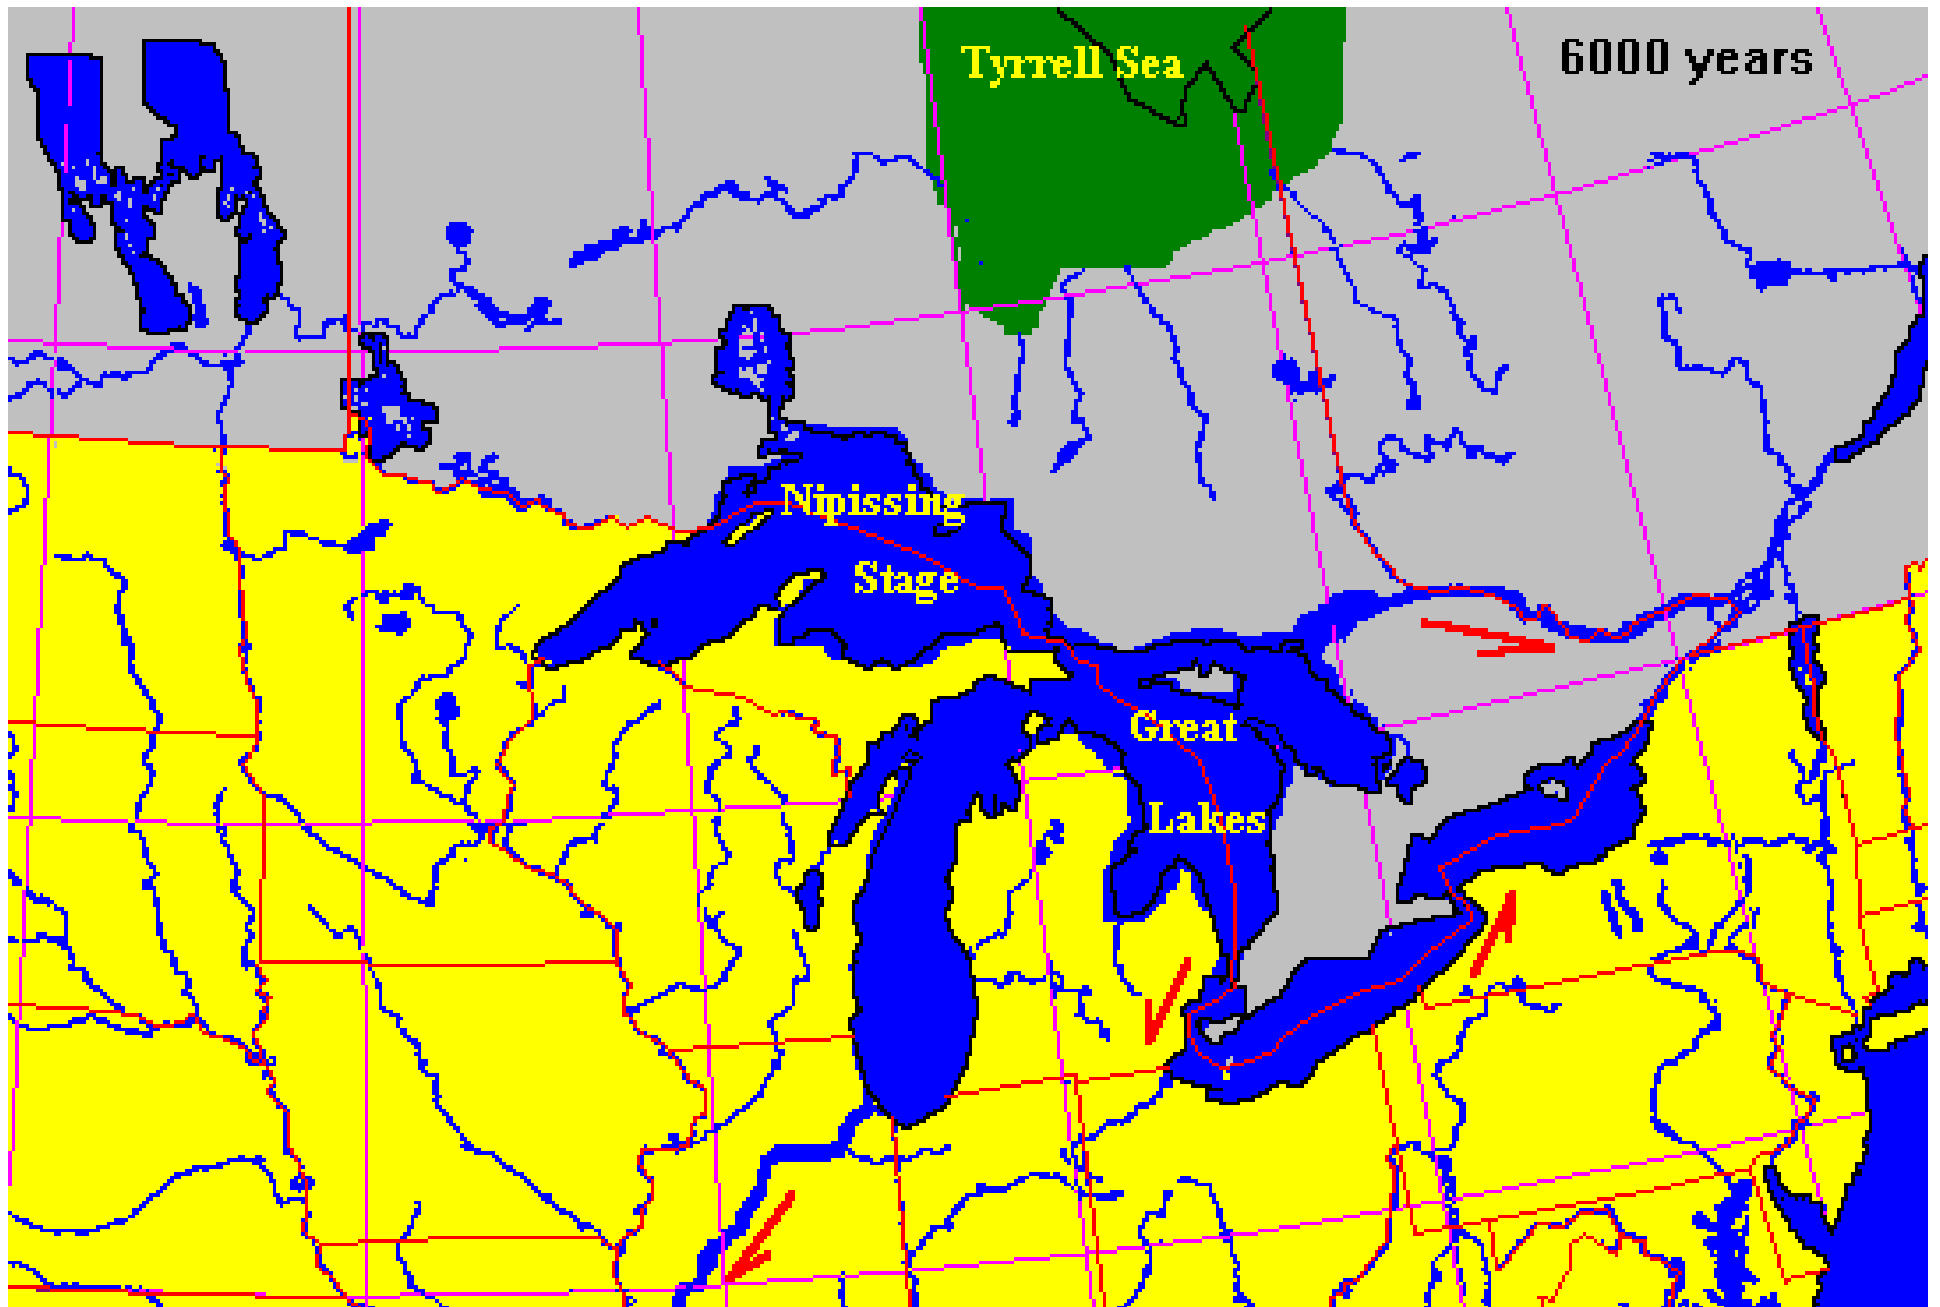 Tyrrell Sea
6000 years
Nipissing
Stage
Great
Lakes